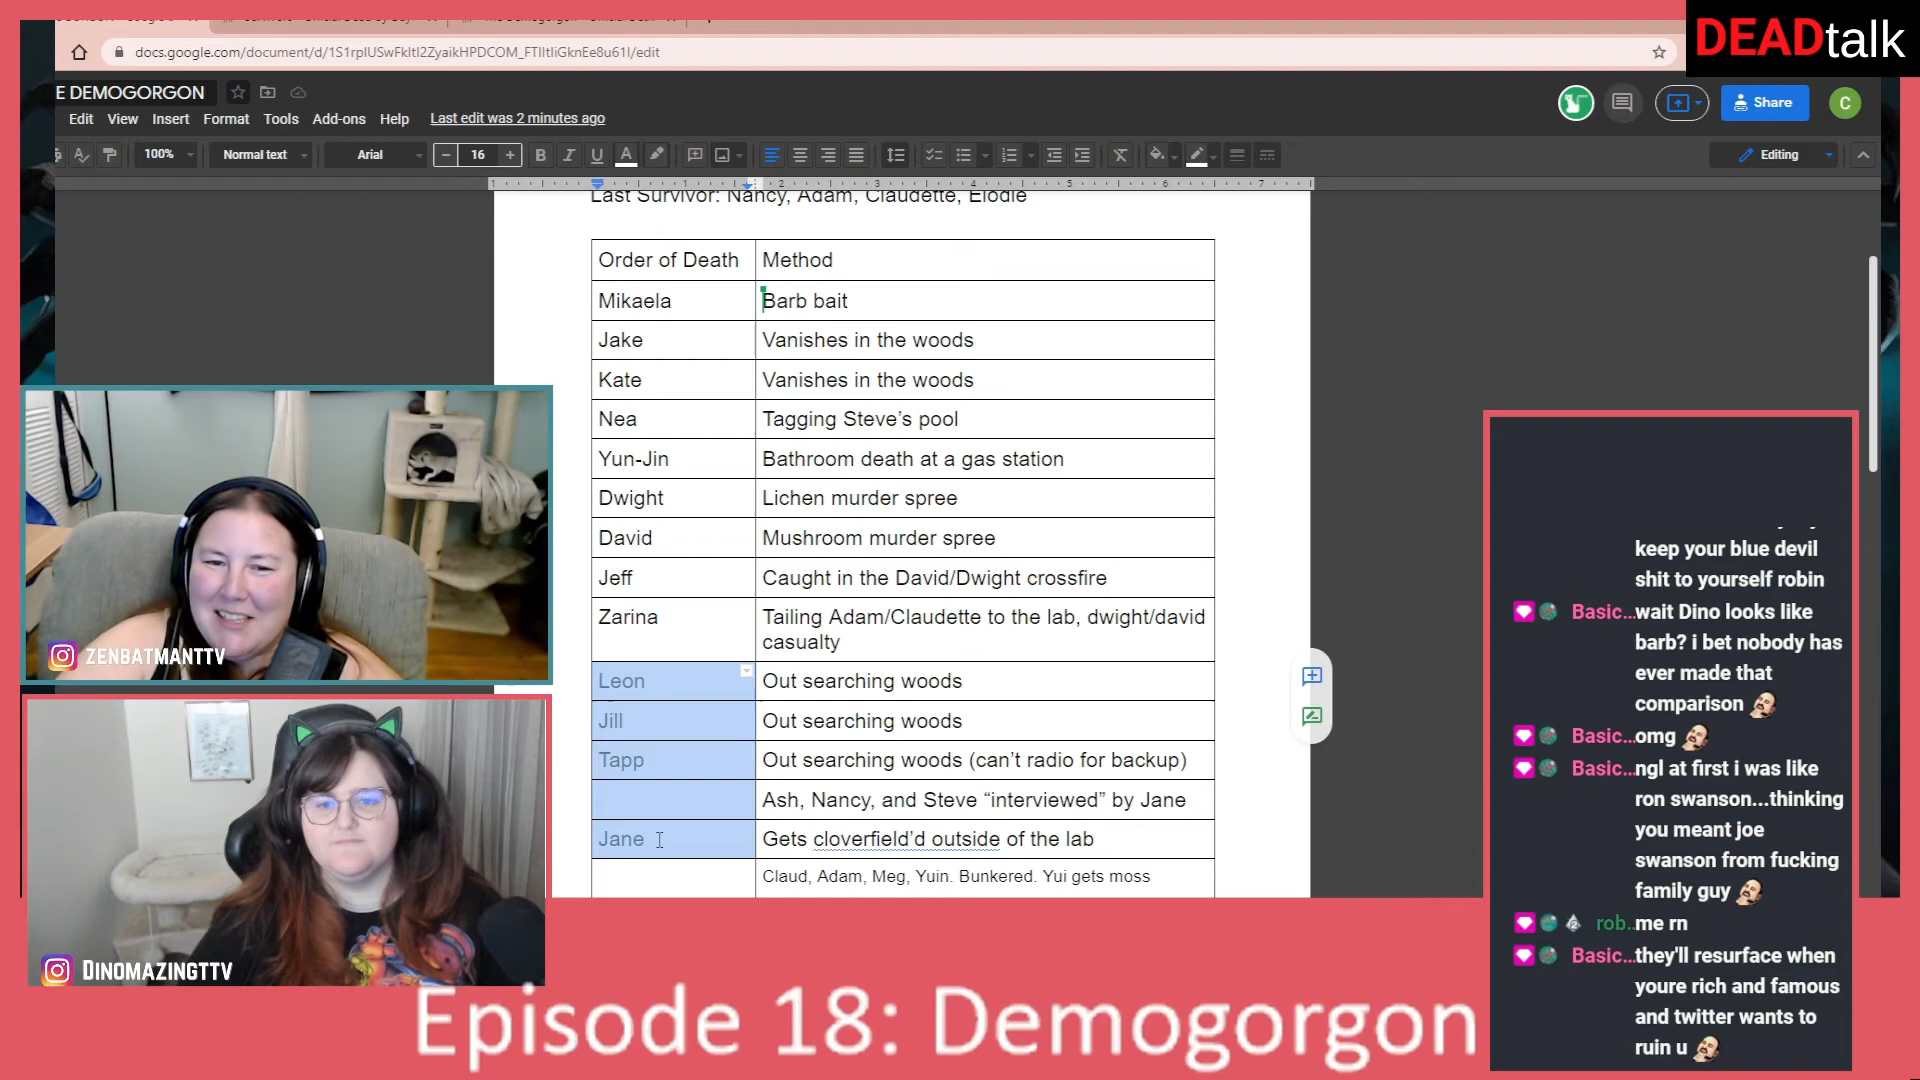 DEADtalk
docs.google.com/document/d/1S1rpIUSwFkItI2ZyaikHPDCOM_FTIItIiGknEe8u61I/edit
E DEMOGORGON
Share
C
Edit View Insert Format Tools Add-ons Help Last edit was 2 minutes ago
100% Normal text Arial 16 Editing
1 1 2 3 4 5 6 7
Last Survivor: Nancy, Adam, Claudette, Elodie
Order of Death Method
Mikaela Barb bait
Jake Vanishes in the woods
Kate Vanishes in the woods
Nea Tagging Steve’s pool
Yun-Jin Bathroom death at a gas station
Dwight Lichen murder spree
David Mushroom murder spree
Jeff Caught in the David/Dwight crossfire
Zarina Tailing Adam/Claudette to the lab, dwight/david
casualty
Leon Out searching woods
Jill Out searching woods
Tapp Out searching woods (can’t radio for backup)
Ash, Nancy, and Steve “interviewed” by Jane
Jane Gets cloverfield’d outside of the lab
Claud, Adam, Meg, Yuin. Bunkered. Yui gets moss
ZENBATMANTTV
DINOMAZINGTTV
keep your blue devil
shit to yourself robin
Basic...wait Dino looks like
barb? i bet nobody has
ever made that
comparison
Basic...omg
Basic...ngl at first i was like
ron swanson...thinking
you meant joe
swanson from fucking
family guy
rob..me rn
Basic...they'll resurface when
youre rich and famous
and twitter wants to
ruin u
Episode 18: Demogorgon